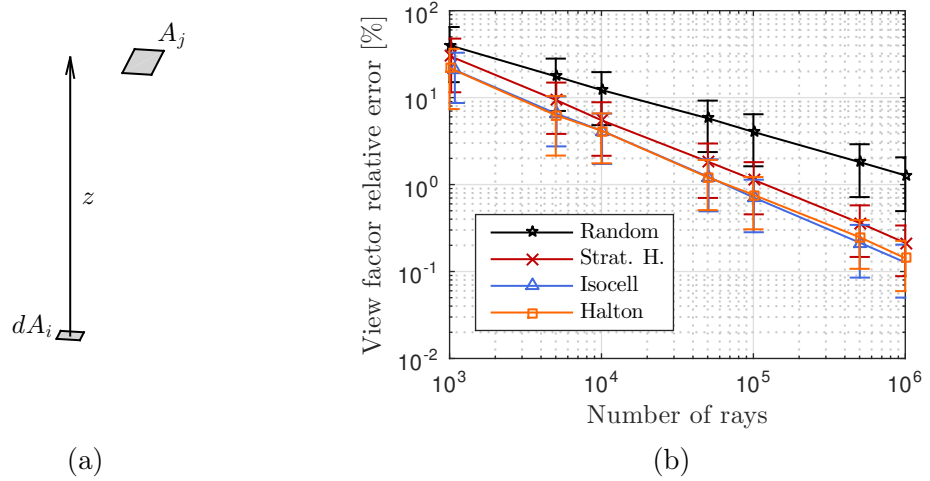 A_j
z
dA_i
(a)
View factor relative error [%]
10^2
10^1
10^0
10^-1
10^-2
Random
Strat. H.
Isocell
Halton
10^3 10^4 10^5 10^6
Number of rays
(b)